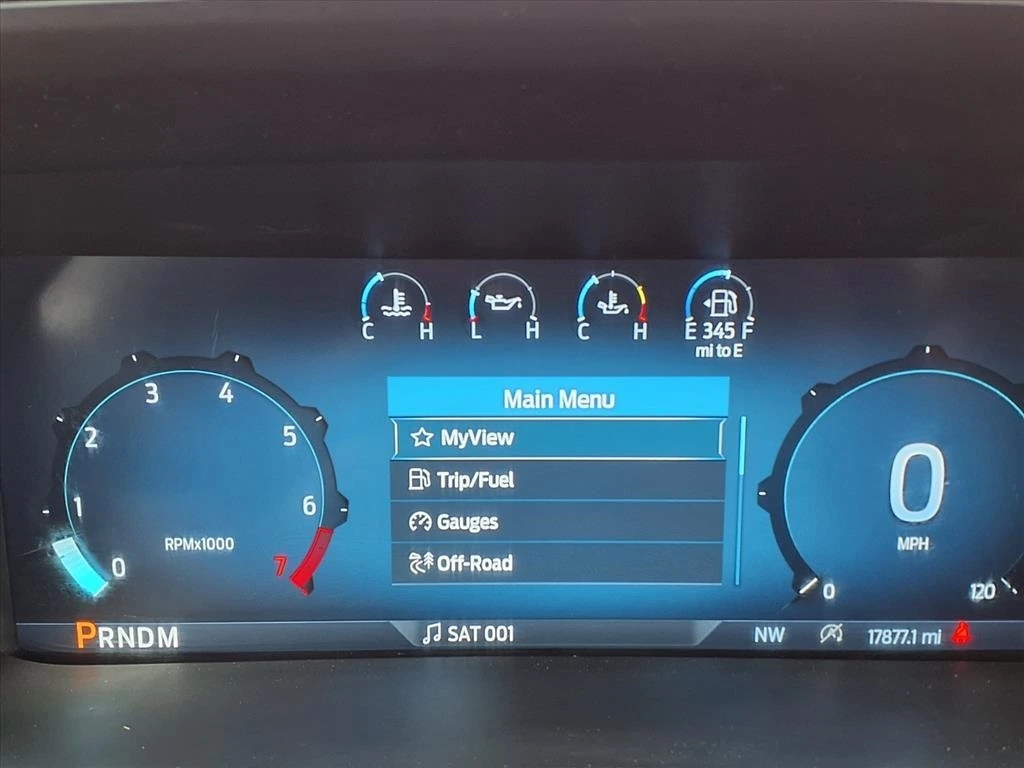 C H
L H
C H
E 345 F
mi to E
Main Menu
MyView
Trip/Fuel
Gauges
Off-Road
0
1
2
3
4
5
6
7
RPMx1000
0
MPH
0
120
PRNDM
SAT 001
NW
17877.1 mi